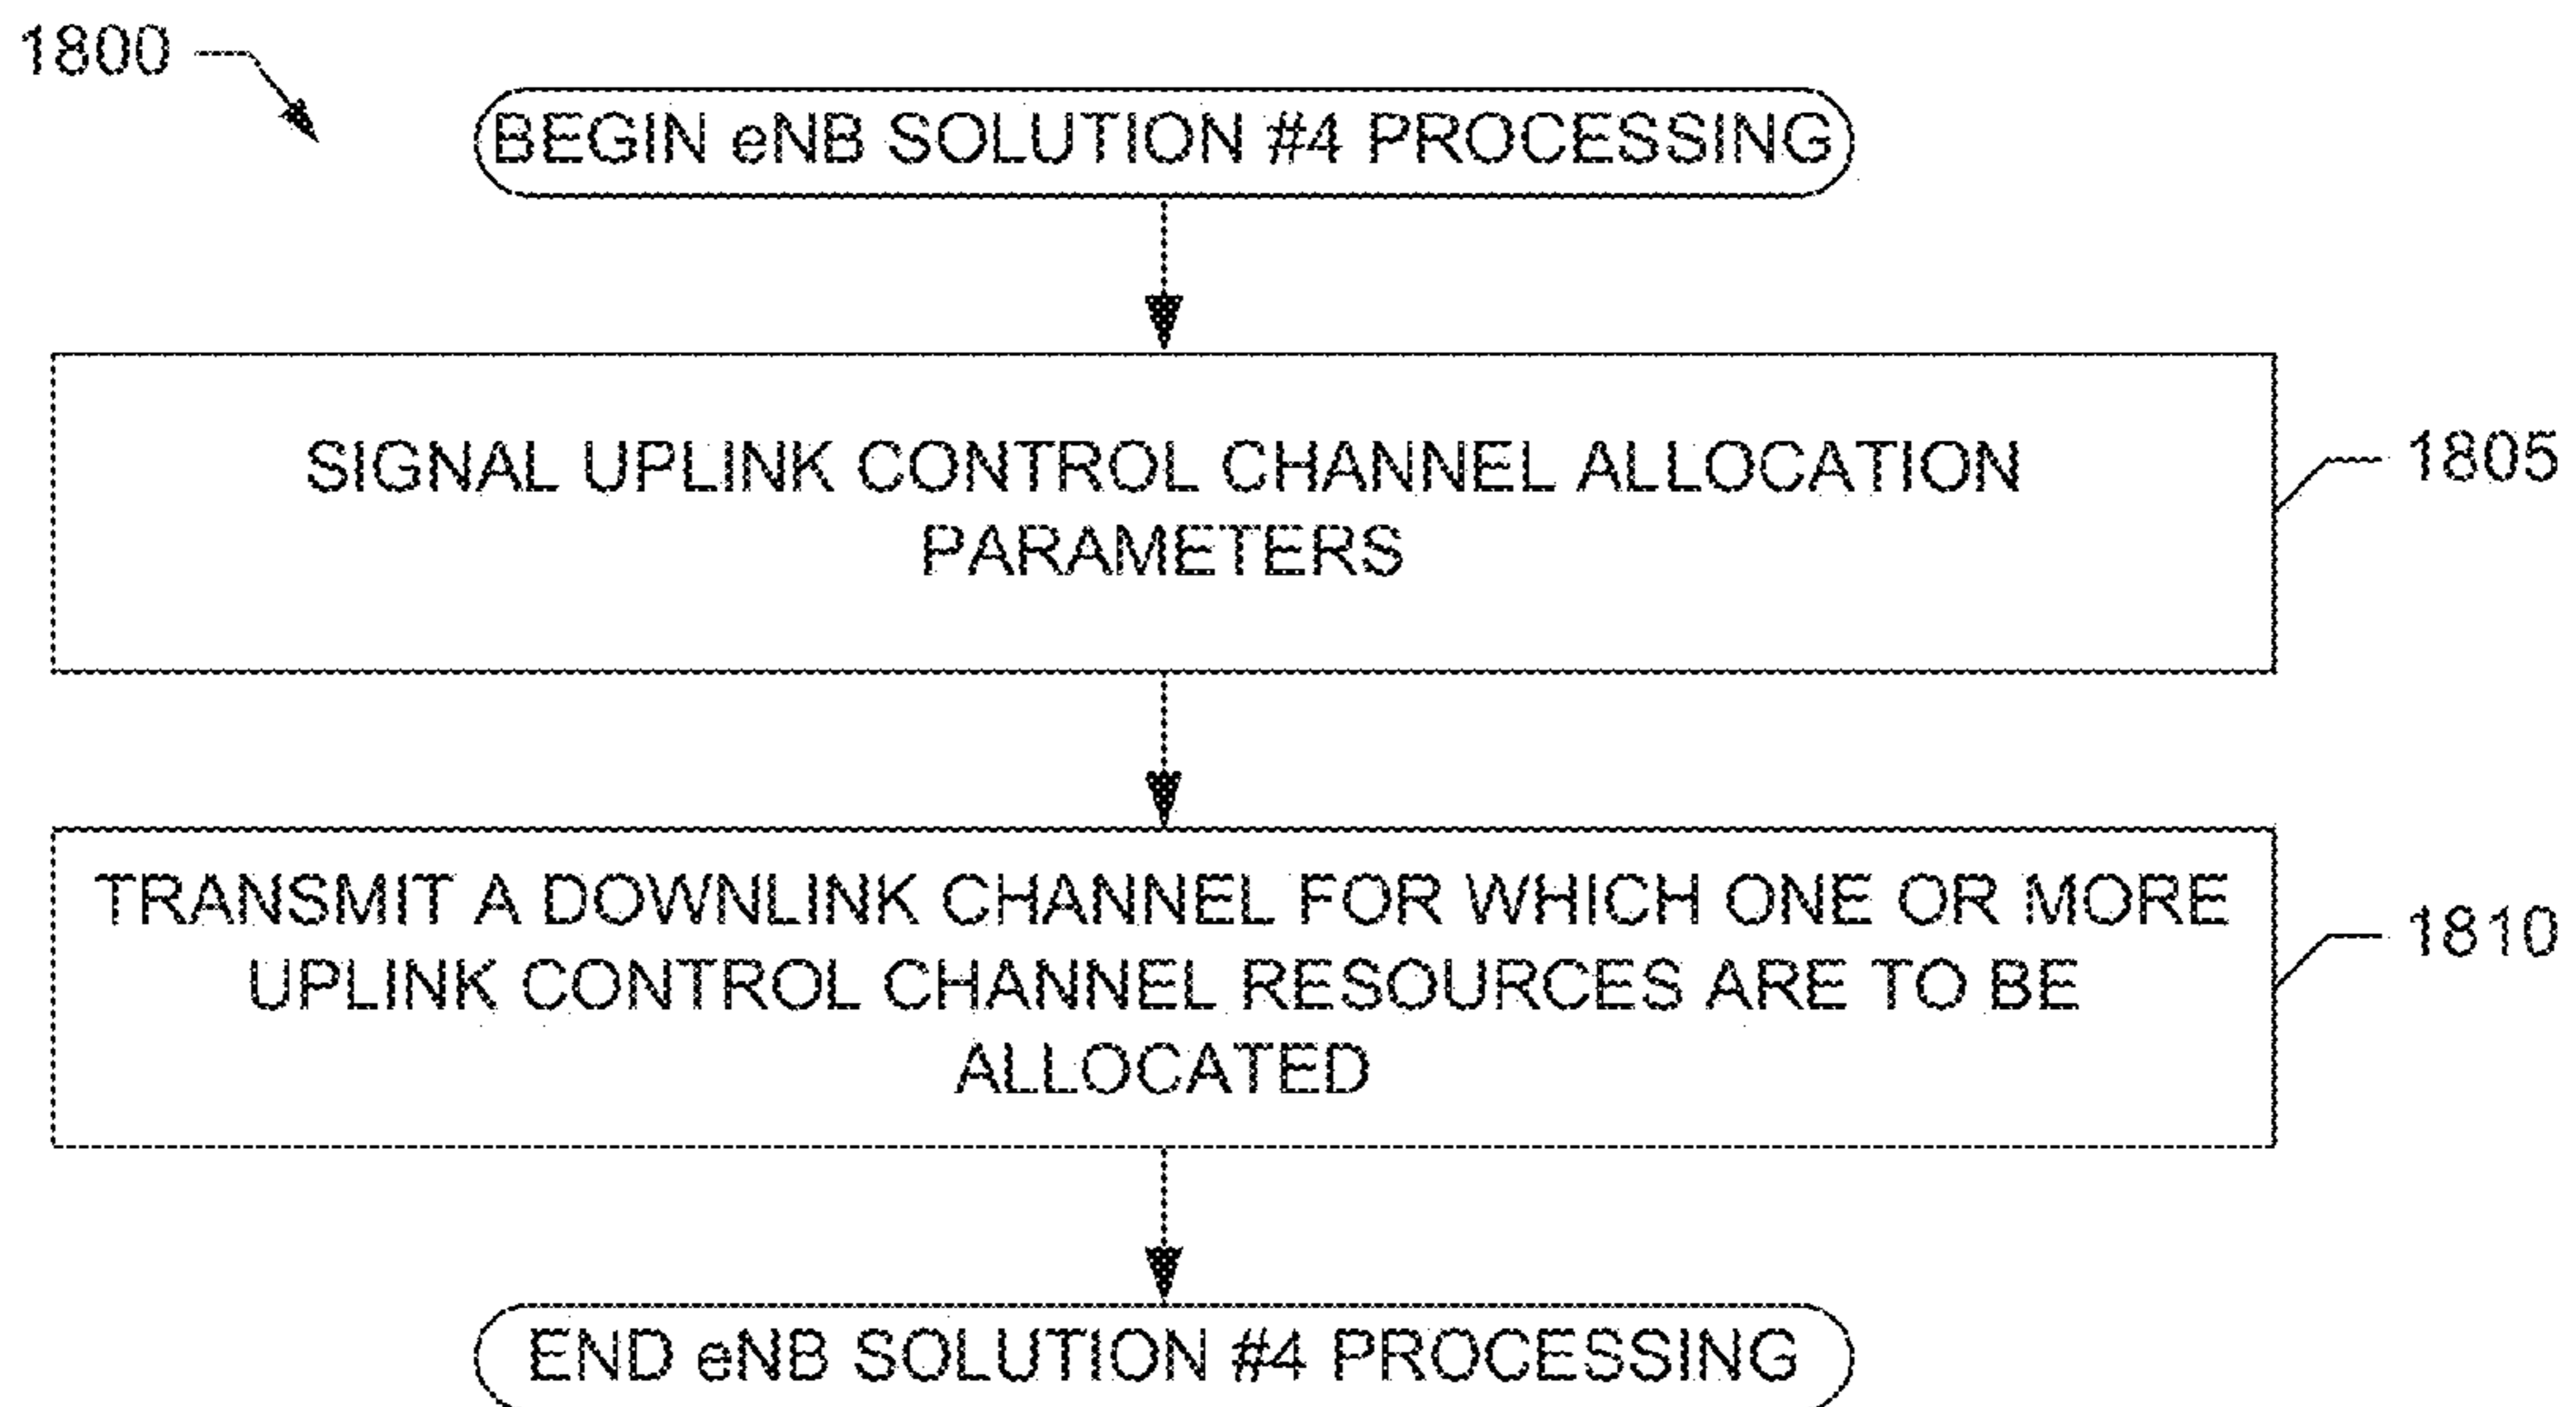 1800
BEGIN eNB SOLUTION #4 PROCESSING
SIGNAL UPLINK CONTROL CHANNEL ALLOCATION
PARAMETERS
1805
TRANSMIT A DOWNLINK CHANNEL FOR WHICH ONE OR MORE
UPLINK CONTROL CHANNEL RESOURCES ARE TO BE
ALLOCATED
1810
END eNB SOLUTION #4 PROCESSING